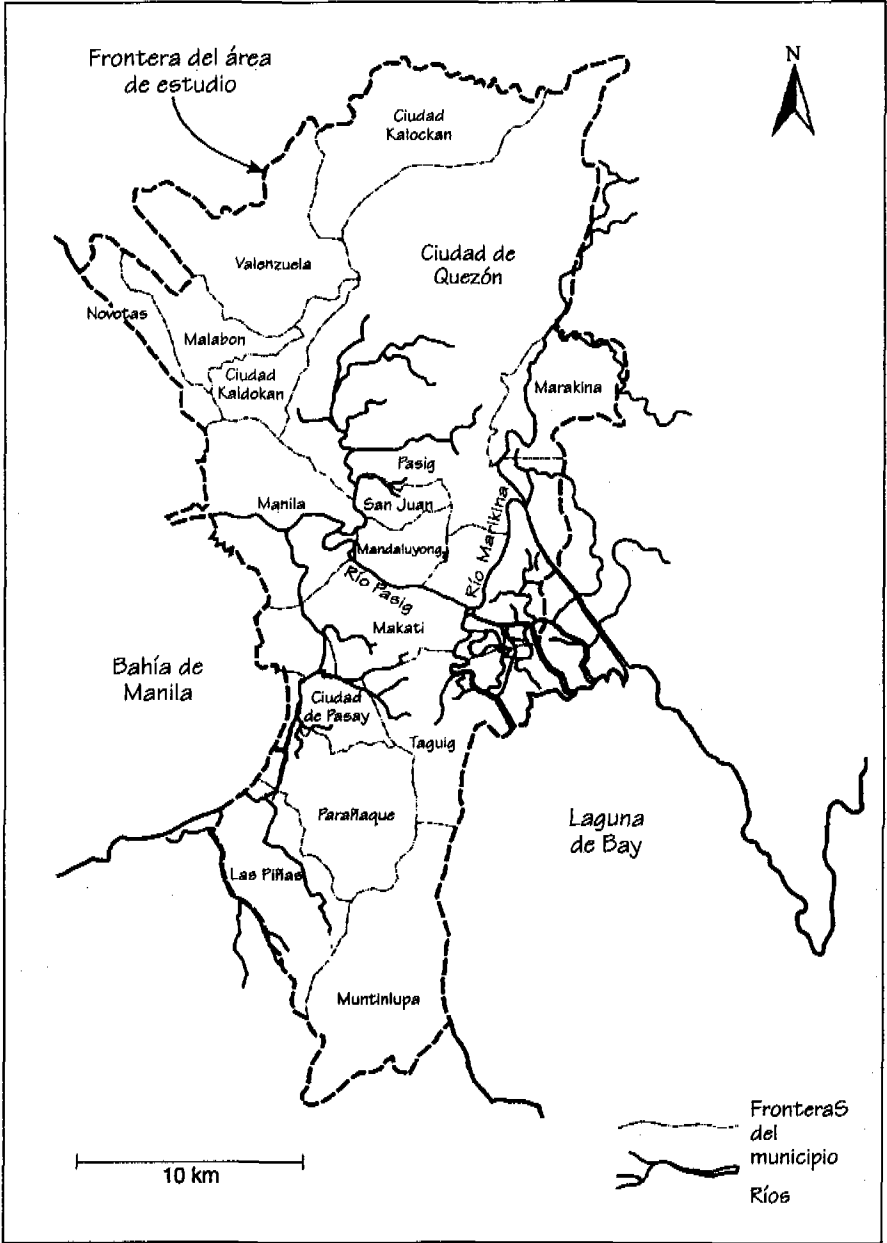 Frontera del área
de estudio
N
Ciudad
Kalockan
Valenzuela
Ciudad de
Quezón
Novotas
Malabon
Ciudad
Kaldokan
Marakina
Pasig
San Juan
Manila
Mandaluyong
Río Marikina
Río Pasig
Makati
Bahía de
Manila
Ciudad
de Pasay
Taguig
Parañaque
Laguna
de Bay
Las Piñas
Muntinlupa
10 km
FronteraS
del
municipio
Ríos